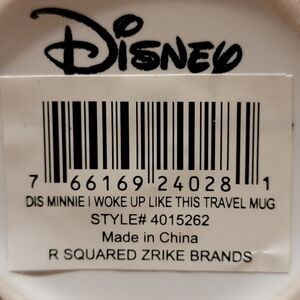 Disney
7 66169 24028 1
DIS MINNIE I WOKE UP LIKE THIS TRAVEL MUG
STYLE# 4015262
Made in China
R SQUARED ZRIKE BRANDS